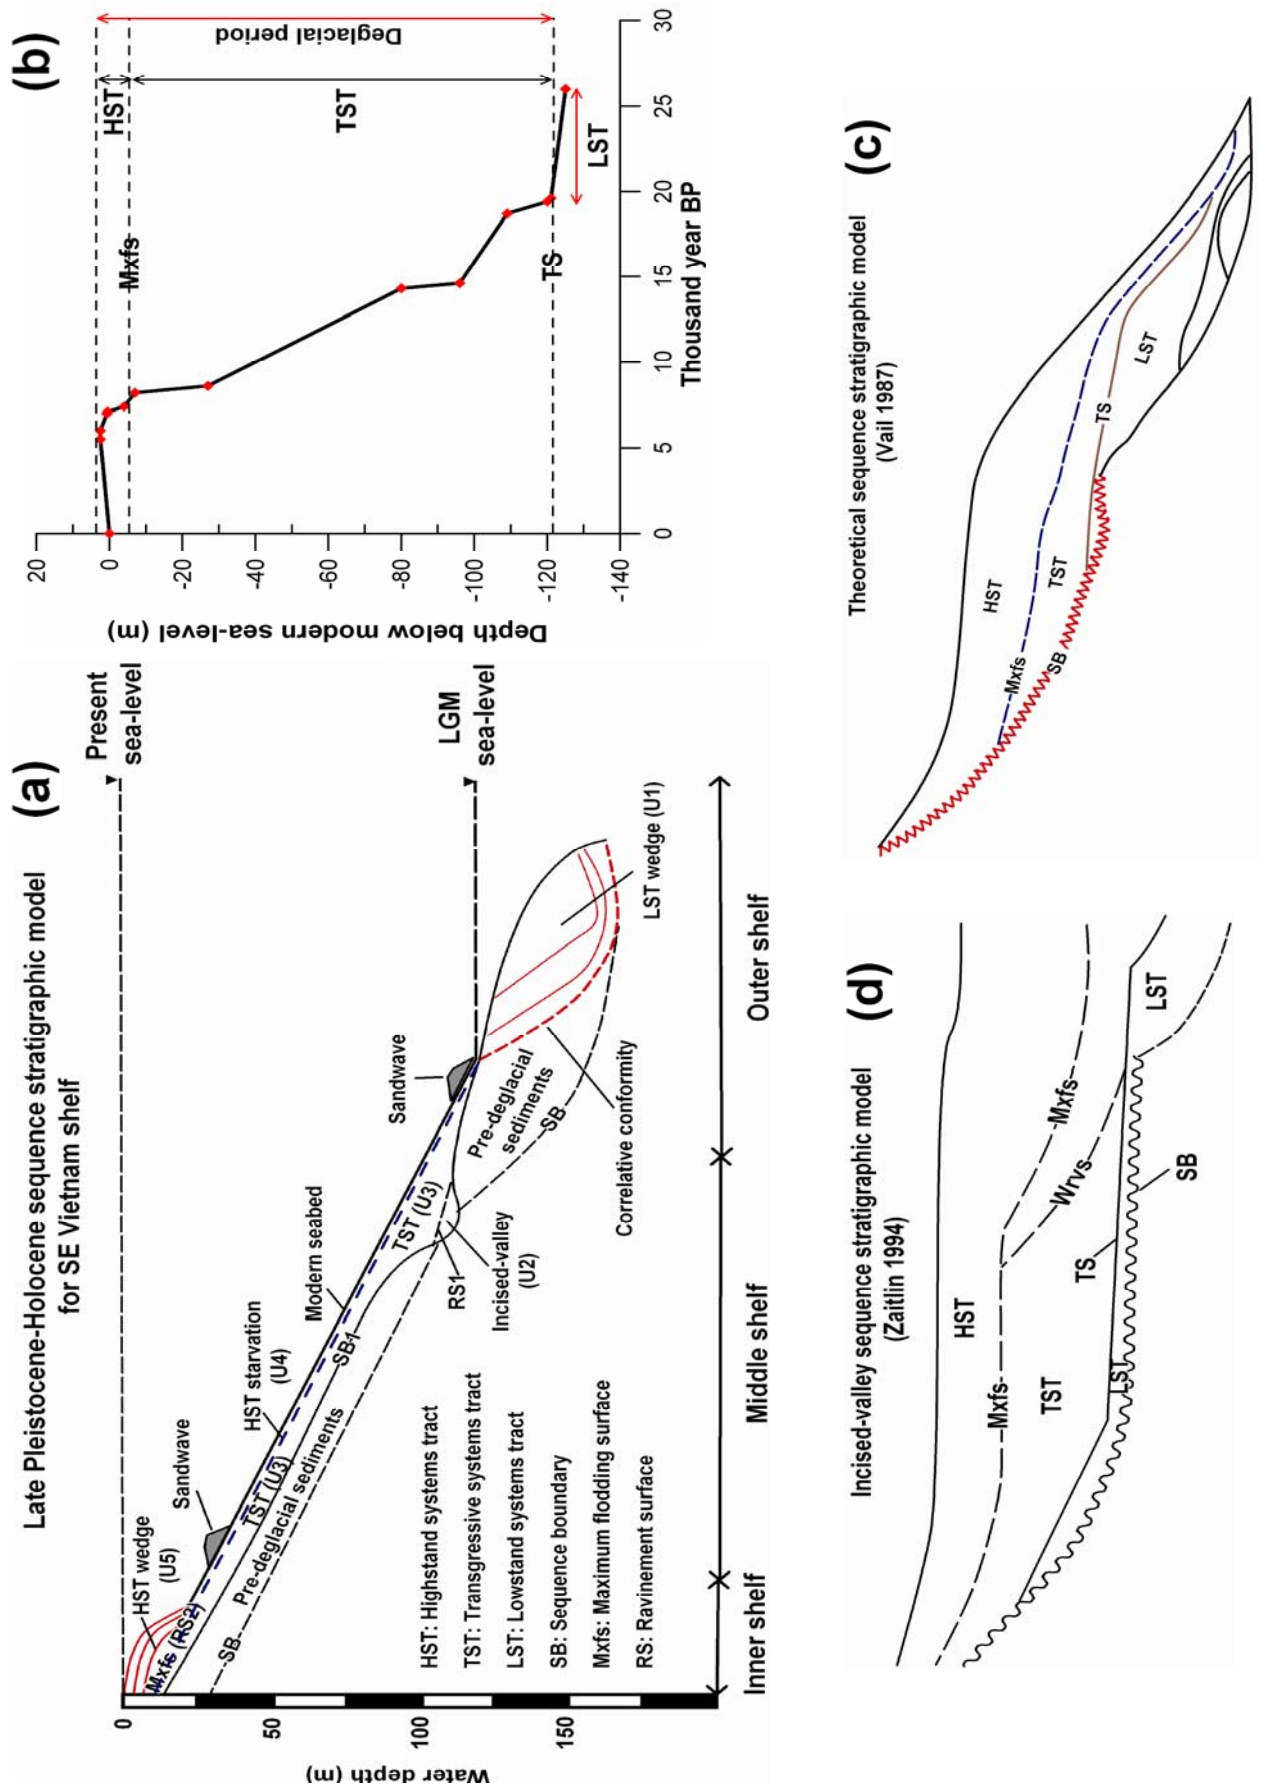 (a)
Late Pleistocene-Holocene sequence stratigraphic model
for SE Vietnam shelf
Present
sea-level
LGM
sea-level
HST wedge
(U5)
Sandwave
HST starvation
(U4)
Modern seabed
Sandwave
Mxfs (RS2)
TST (U3)
SB1
TST (U3)
SB
Pre-deglacial sediments
RS1
Incised-valley
(U2)
Pre-deglacial
sediments
SB
Correlative conformity
LST wedge (U1)
HST: Highstand systems tract
TST: Transgressive systems tract
LST: Lowstand systems tract
SB: Sequence boundary
Mxfs: Maximum flooding surface
RS: Ravinement surface
Inner shelf
Middle shelf
Outer shelf
0
50
100
150
Water depth (m)
(b)
HST
Mxfs
TST
TS
LST
Deglacial period
20
0
-20
-40
-60
-80
-100
-120
-140
Depth below modern sea-level (m)
0
5
10
15
20
25
30
Thousand year BP
(c)
Theoretical sequence stratigraphic model
(Vail 1987)
HST
Mxfs
TST
SB
TS
LST
(d)
Incised-valley sequence stratigraphic model
(Zaitlin 1994)
HST
Mxfs
Mxfs
TST
Wrvs
TS
LST
LST
SB